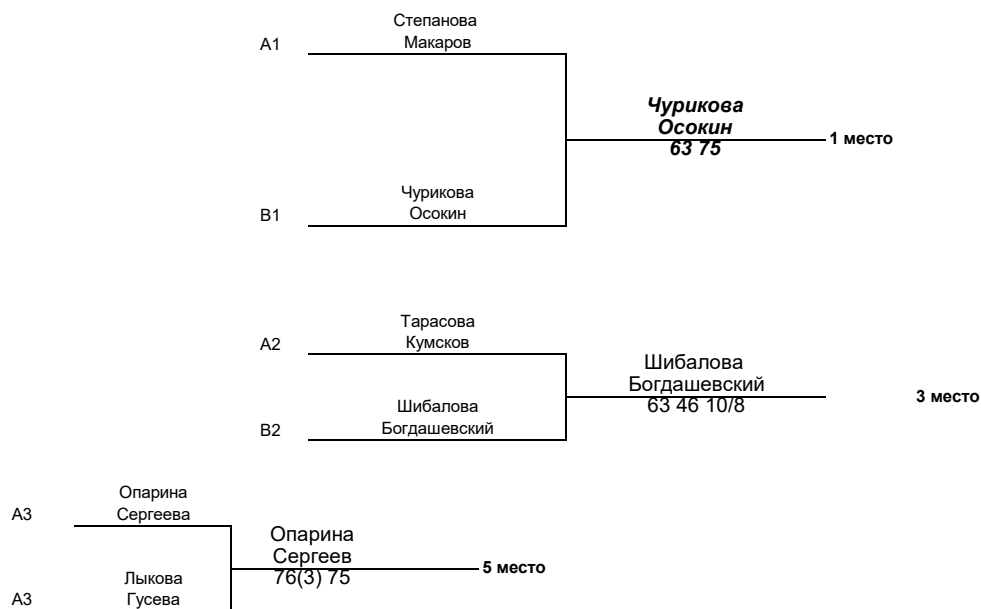 Степанова
A1 Макаров
Чурикова
Осокин
63 75
1 место
Чурикова
B1 Осокин
Тарасова
A2 Кумсков
Шибалова
Богдашевский
63 46 10/8
3 место
Шибалова
B2 Богдашевский
Опарина
A3 Сергеева
Опарина
Сергеев
76(3) 75
5 место
Лыкова
A3 Гусева